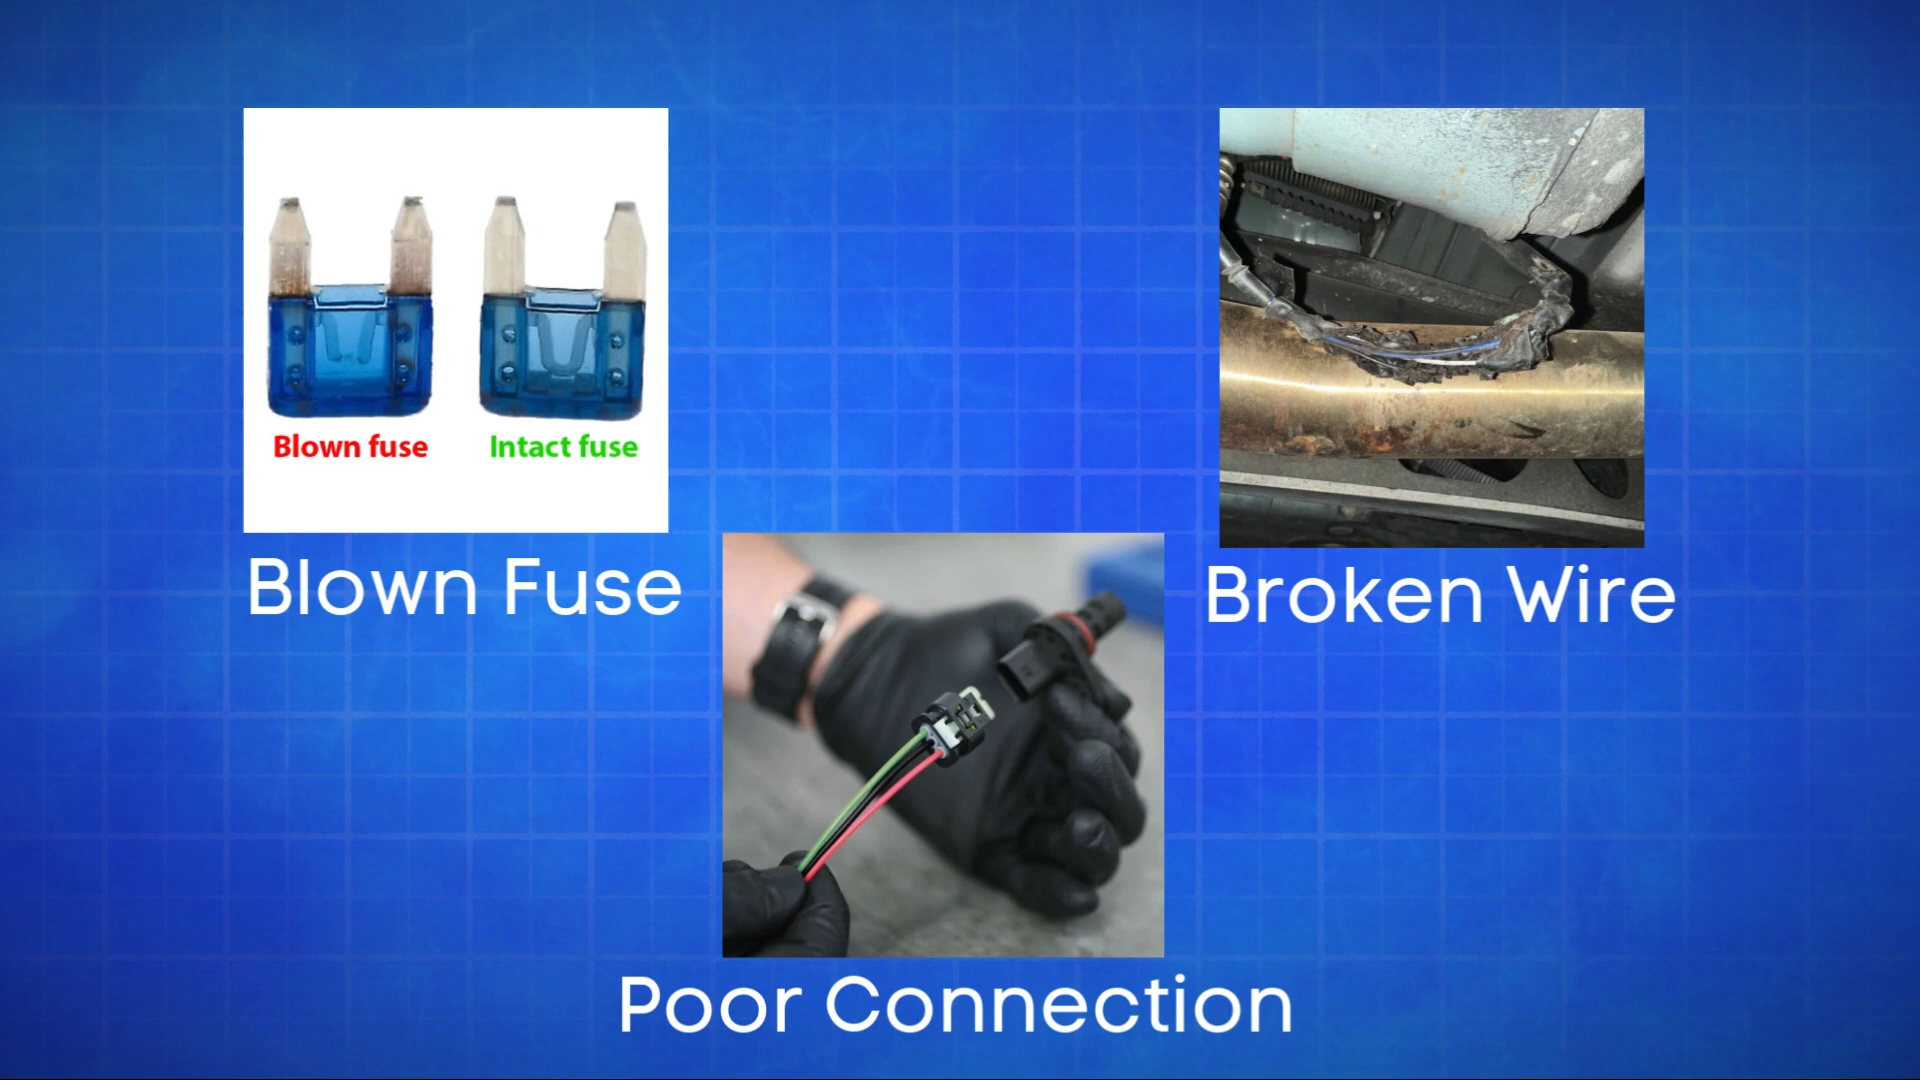 Blown fuse
Intact fuse
Blown Fuse
Broken Wire
Poor Connection